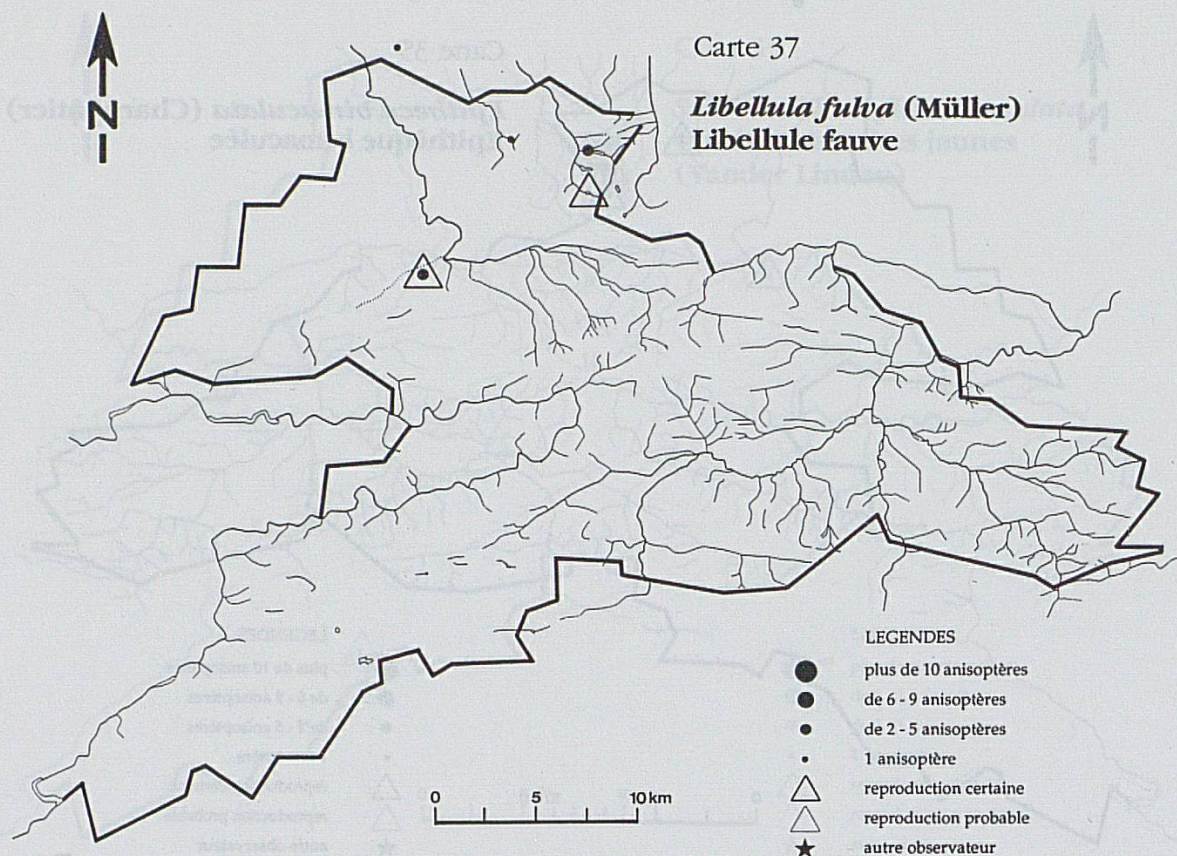 N
Carte 37
Libellula fulva (Müller)
Libellule fauve
LEGENDES
plus de 10 anisoptères
de 6 - 9 anisoptères
de 2 - 5 anisoptères
1 anisoptère
reproduction certaine
reproduction probable
autre observateur
0 5 10 km